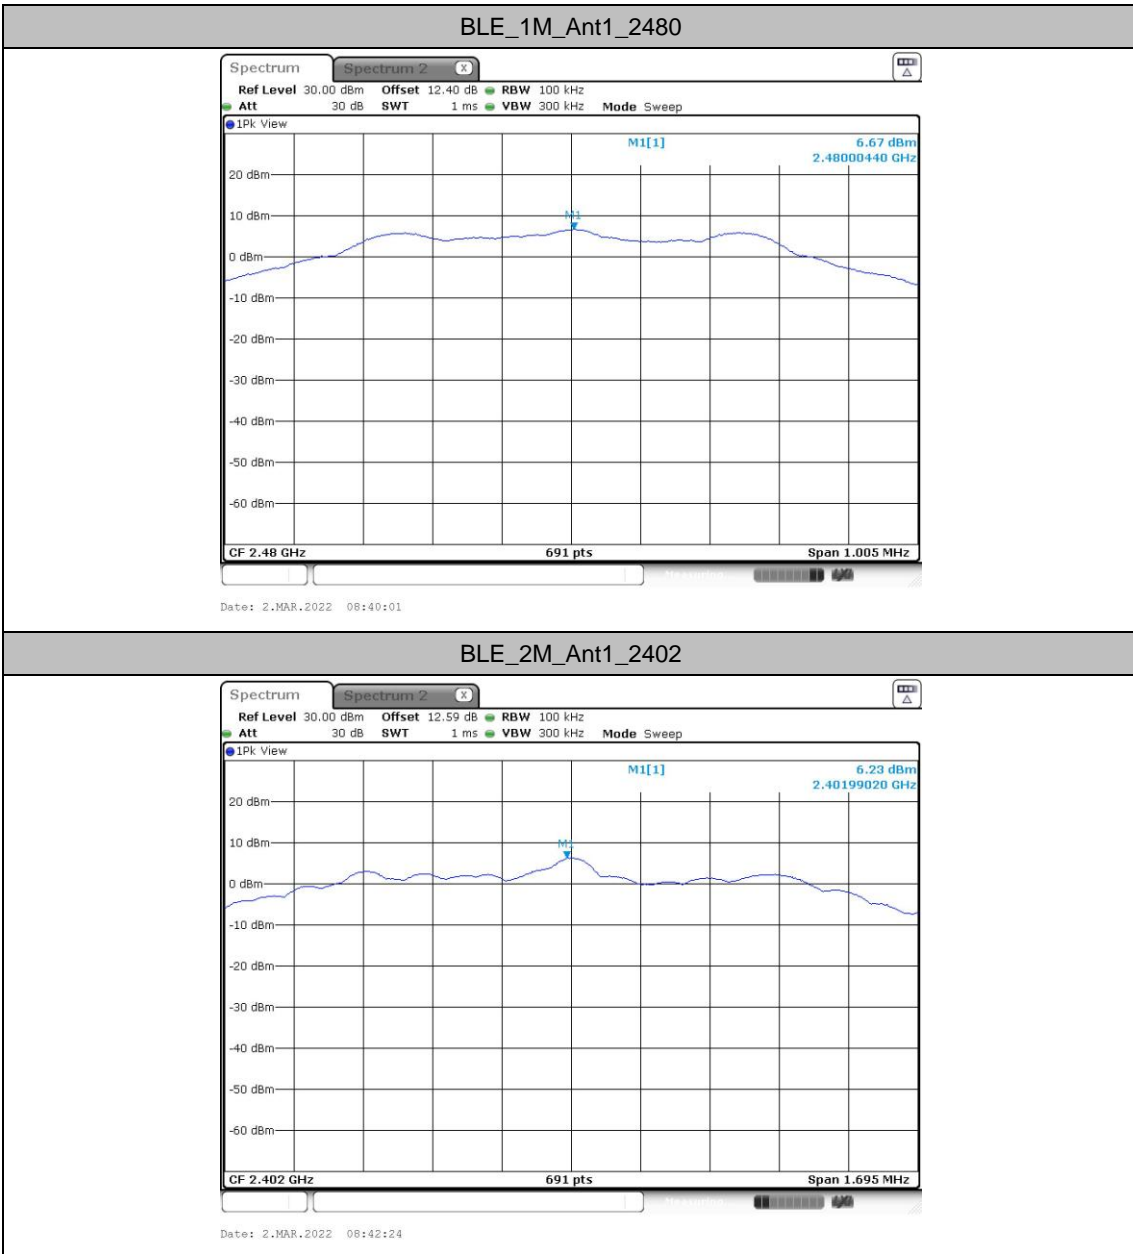 BLE_1M_Ant1_2480
Spectrum Spectrum 2 X
Ref Level 30.00 dBm Offset 12.40 dB RBW 100 kHz
Att 30 dB SWT 1 ms VBW 300 kHz Mode Sweep
1Pk View
M1[1] 6.67 dBm
2.48000440 GHz
20 dBm
M1
10 dBm
0 dBm
-10 dBm
-20 dBm
-30 dBm
-40 dBm
-50 dBm
-60 dBm
CF 2.48 GHz 691 pts Span 1.005 MHz
Date: 2.MAR.2022 08:40:01
BLE_2M_Ant1_2402
Spectrum Spectrum 2 X
Ref Level 30.00 dBm Offset 12.59 dB RBW 100 kHz
Att 30 dB SWT 1 ms VBW 300 kHz Mode Sweep
1Pk View
M1[1] 6.23 dBm
2.40199020 GHz
20 dBm
10 dBm
M1
0 dBm
-10 dBm
-20 dBm
-30 dBm
-40 dBm
-50 dBm
-60 dBm
CF 2.402 GHz 691 pts Span 1.695 MHz
Date: 2.MAR.2022 08:42:24